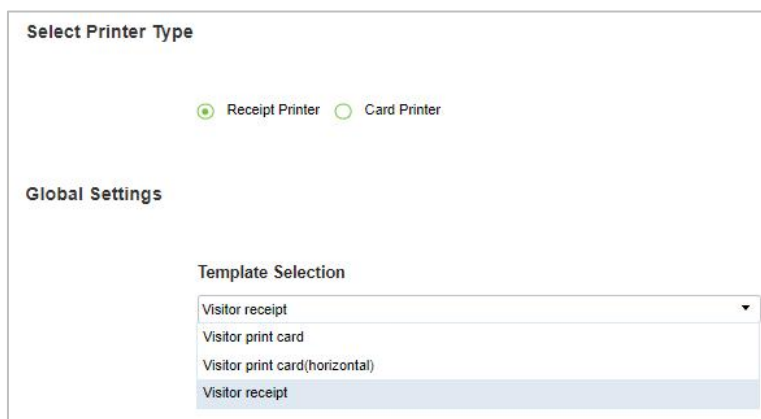 Select Printer Type
Receipt Printer Card Printer
Global Settings
Template Selection
Visitor receipt
Visitor print card
Visitor print card(horizontal)
Visitor receipt